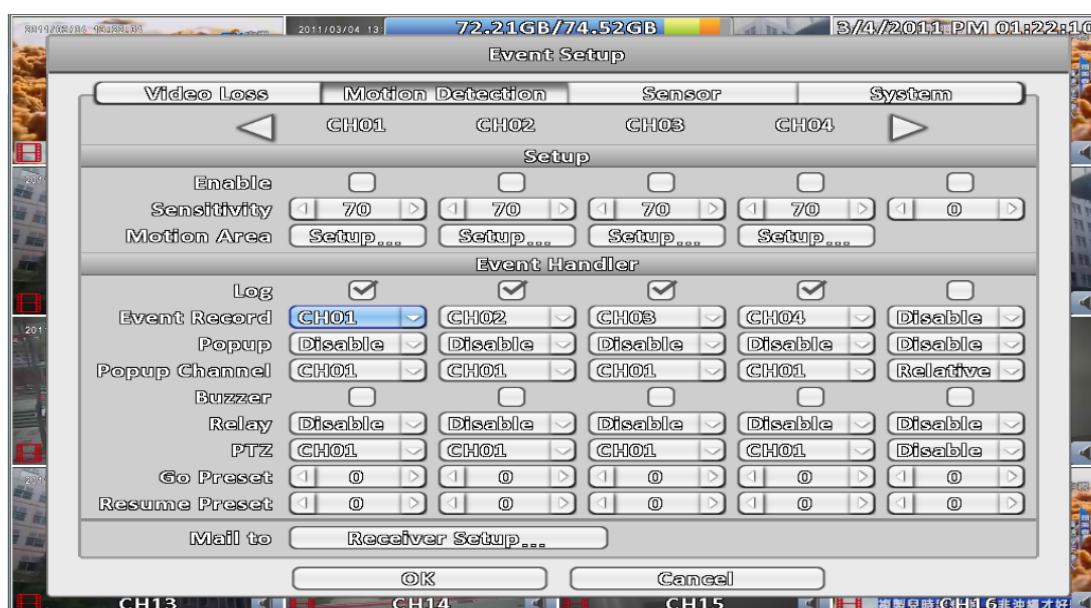 2011/03/04 13: 72.21GB/74.52GB 3/4/2011 PM 01:22:10
Event Setup
Video Loss Motion Detection Sensor System
CH01 CH02 CH03 CH04
Setup
Enable
Sensitivity 70 70 70 70 0
Motion Area Setup... Setup... Setup... Setup...
Event Handler
Log
Event Record CH01 CH02 CH03 CH04 Disable
Popup Disable Disable Disable Disable Disable
Popup Channel CH01 CH01 CH01 CH01 Relative
Buzzer
Relay Disable Disable Disable Disable Disable
PTZ CH01 CH01 CH01 CH01 Disable
Go Preset 0 0 0 0 0
Resume Preset 0 0 0 0 0
Mail to Receiver Setup...
OK Cancel
CH13 CH14 CH15 CH16